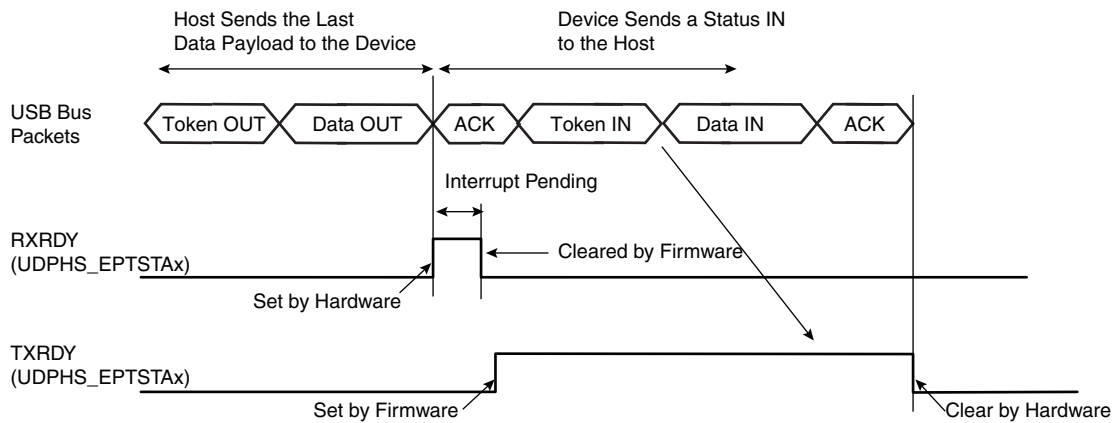 Host Sends the Last
Data Payload to the Device
Device Sends a Status IN
to the Host
USB Bus
Packets
Token OUT
Data OUT
ACK
Token IN
Data IN
ACK
Interrupt Pending
RXRDY
(UDPHS_EPTSTAx)
Cleared by Firmware
Set by Hardware
TXRDY
(UDPHS_EPTSTAx)
Set by Firmware
Clear by Hardware